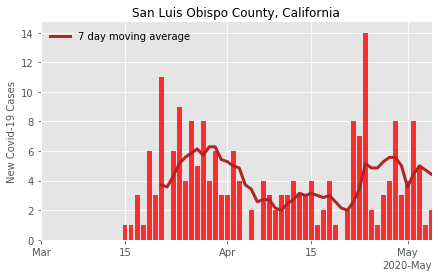 San Luis Obispo County, California
7 day moving average
New Covid-19 Cases
14
12
10
8
6
4
2
0
Mar 15 Apr 15 May
2020-May